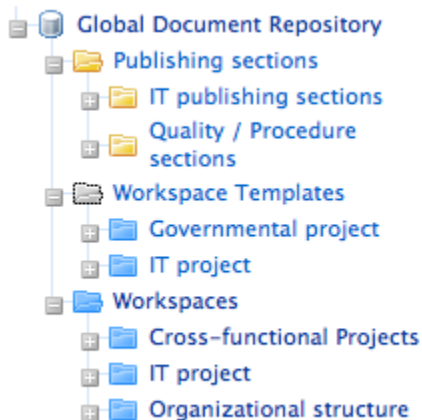 Global Document Repository
Publishing sections
IT publishing sections
Quality / Procedure
sections
Workspace Templates
Governmental project
IT project
Workspaces
Cross-functional Projects
IT project
Organizational structure